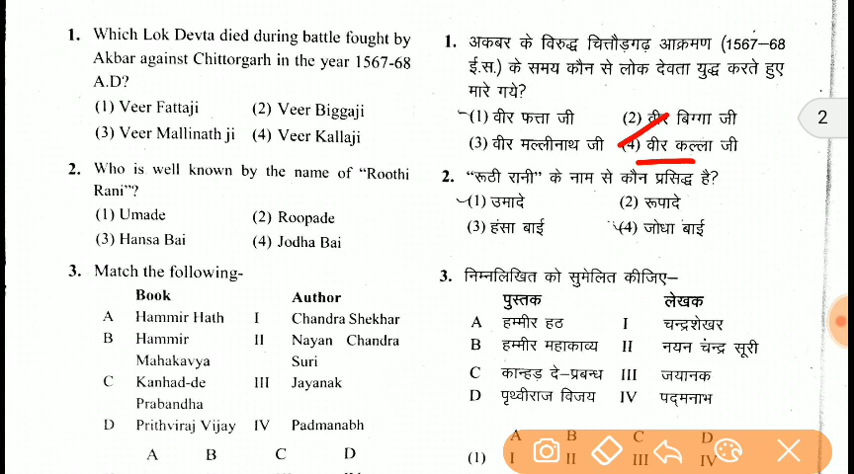 1. Which Lok Devta died during battle fought by
Akbar against Chittorgarh in the year 1567-68
A.D?
(1) Veer Fattaji (2) Veer Biggaji
(3) Veer Mallinath ji (4) Veer Kallaji
2. Who is well known by the name of “Roothi
Rani”?
(1) Umade (2) Roopade
(3) Hansa Bai (4) Jodha Bai
3. Match the following-
Book Author
A Hammir Hath I Chandra Shekhar
B Hammir II Nayan Chandra
Mahakavya Suri
C Kanhad-de III Jayanak
Prabandha
D Prithviraj Vijay IV Padmanabh
A B C D
1. अकबर के विरुद्ध चित्तौड़गढ़ आक्रमण (1567–68
ई.स.) के समय कौन से लोक देवता युद्ध करते हुए
मारे गये?
(1) वीर फत्ता जी (2) वीर बिग्गा जी
(3) वीर मल्लीनाथ जी (4) वीर कल्ला जी
2. “रूठी रानी” के नाम से कौन प्रसिद्ध है?
(1) उमादे (2) रूपादे
(3) हंसा बाई (4) जोधा बाई
3. निम्नलिखित को सुमेलित कीजिए–
पुस्तक लेखक
A हम्मीर हठ I चन्द्रशेखर
B हम्मीर महाकाव्य II नयन चंन्द्र सूरी
C कान्हड़ दे–प्रबन्ध III जयानक
D पृथ्वीराज विजय IV पद्मनाभ
A B C D
(1) I II III IV
2